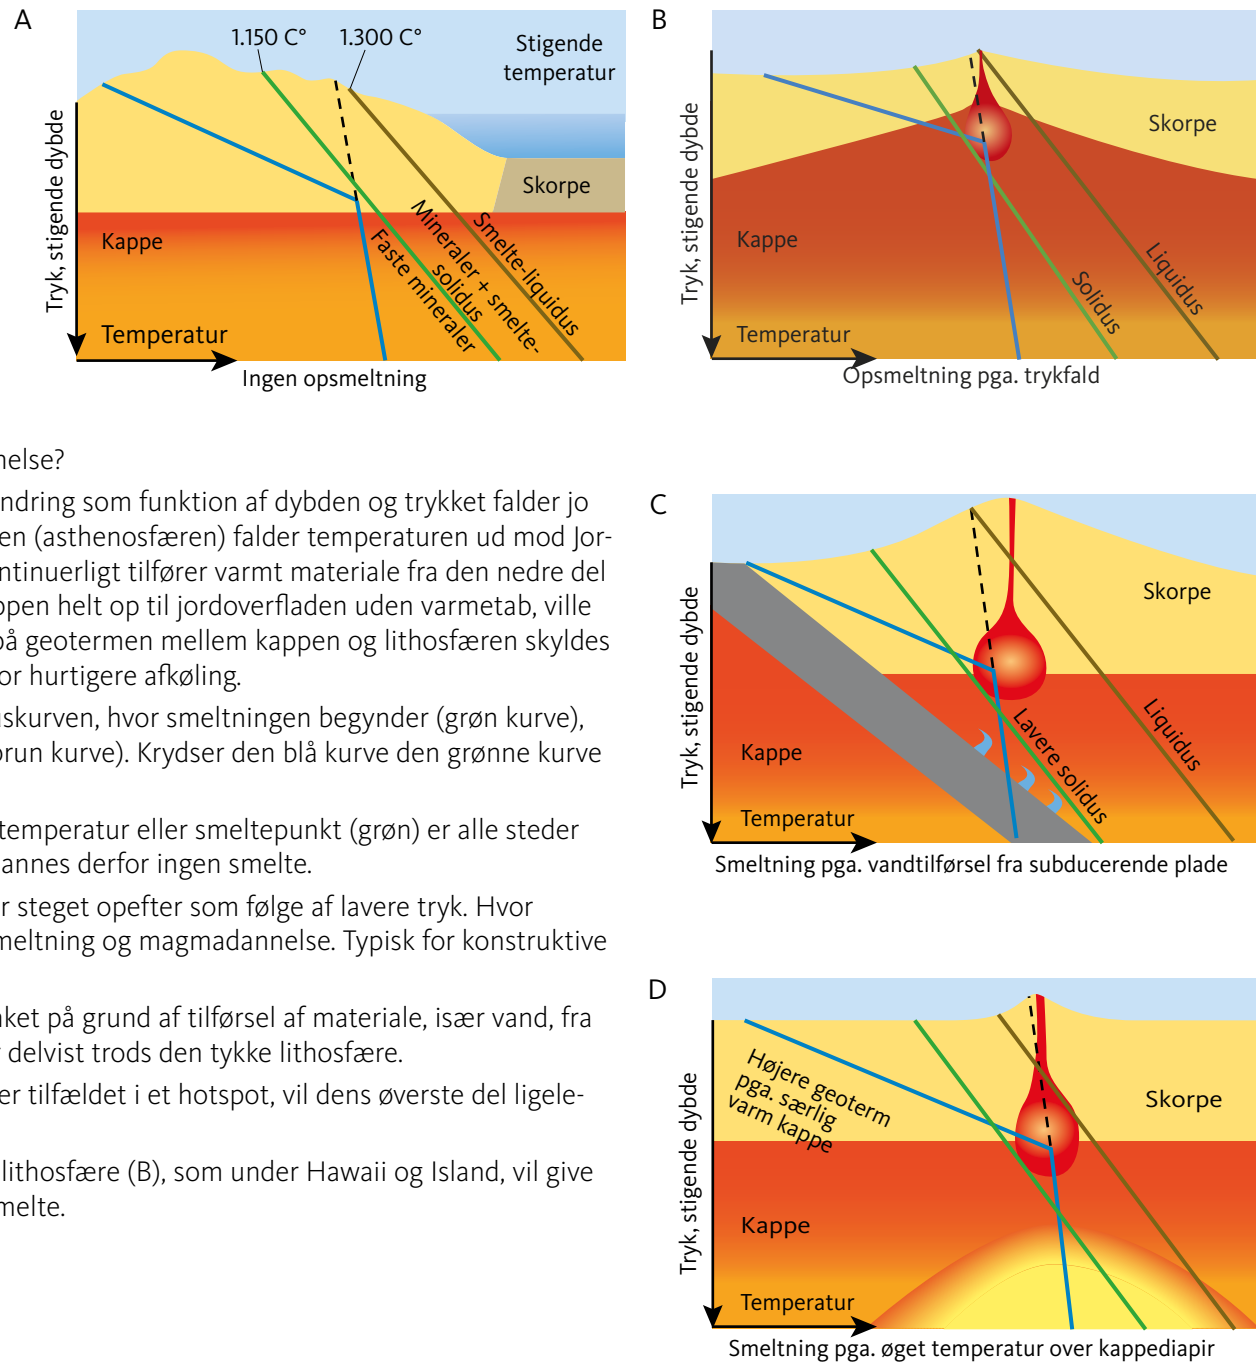 A
1.150 C°
1.300 C°
Stigende
temperatur
Skorpe
Kappe
Tryk, stigende dybde
Temperatur
Faste mineraler
solidus
Mineraler + smelte-
Smelte-liquidus
Ingen opsmeltning
B
Skorpe
Kappe
Tryk, stigende dybde
Temperatur
Solidus
Liquidus
Opsmeltning pga. trykfald
nelse?
ndring som funktion af dybden og trykket falder jo
en (asthenosfæren) falder temperaturen ud mod Jor-
ntinuerligt tilfører varmt materiale fra den nedre del
ppen helt op til jordoverfladen uden varmetab, ville
på geotermen mellem kappen og lithosfæren skyldes
or hurtigere afkøling.
uskurven, hvor smeltningen begynder (grøn kurve),
orun kurve). Krydser den blå kurve den grønne kurve
temperatur eller smeltepunkt (grøn) er alle steder
annes derfor ingen smelte.
r steget opefter som følge af lavere tryk. Hvor
meltning og magmadannelse. Typisk for konstruktive
nket på grund af tilførsel af materiale, især vand, fra
r delvist trods den tykke lithosfære.
er tilfældet i et hotspot, vil dens øverste del ligele-
lithosfære (B), som under Hawaii og Island, vil give
melte.
C
Skorpe
Kappe
Tryk, stigende dybde
Temperatur
Lavere solidus
Liquidus
Smeltning pga. vandtilførsel fra subducerende plade
D
Højere geoterm
pga. særlig
varm kappe
Skorpe
Kappe
Tryk, stigende dybde
Temperatur
Smeltning pga. øget temperatur over kappediapir